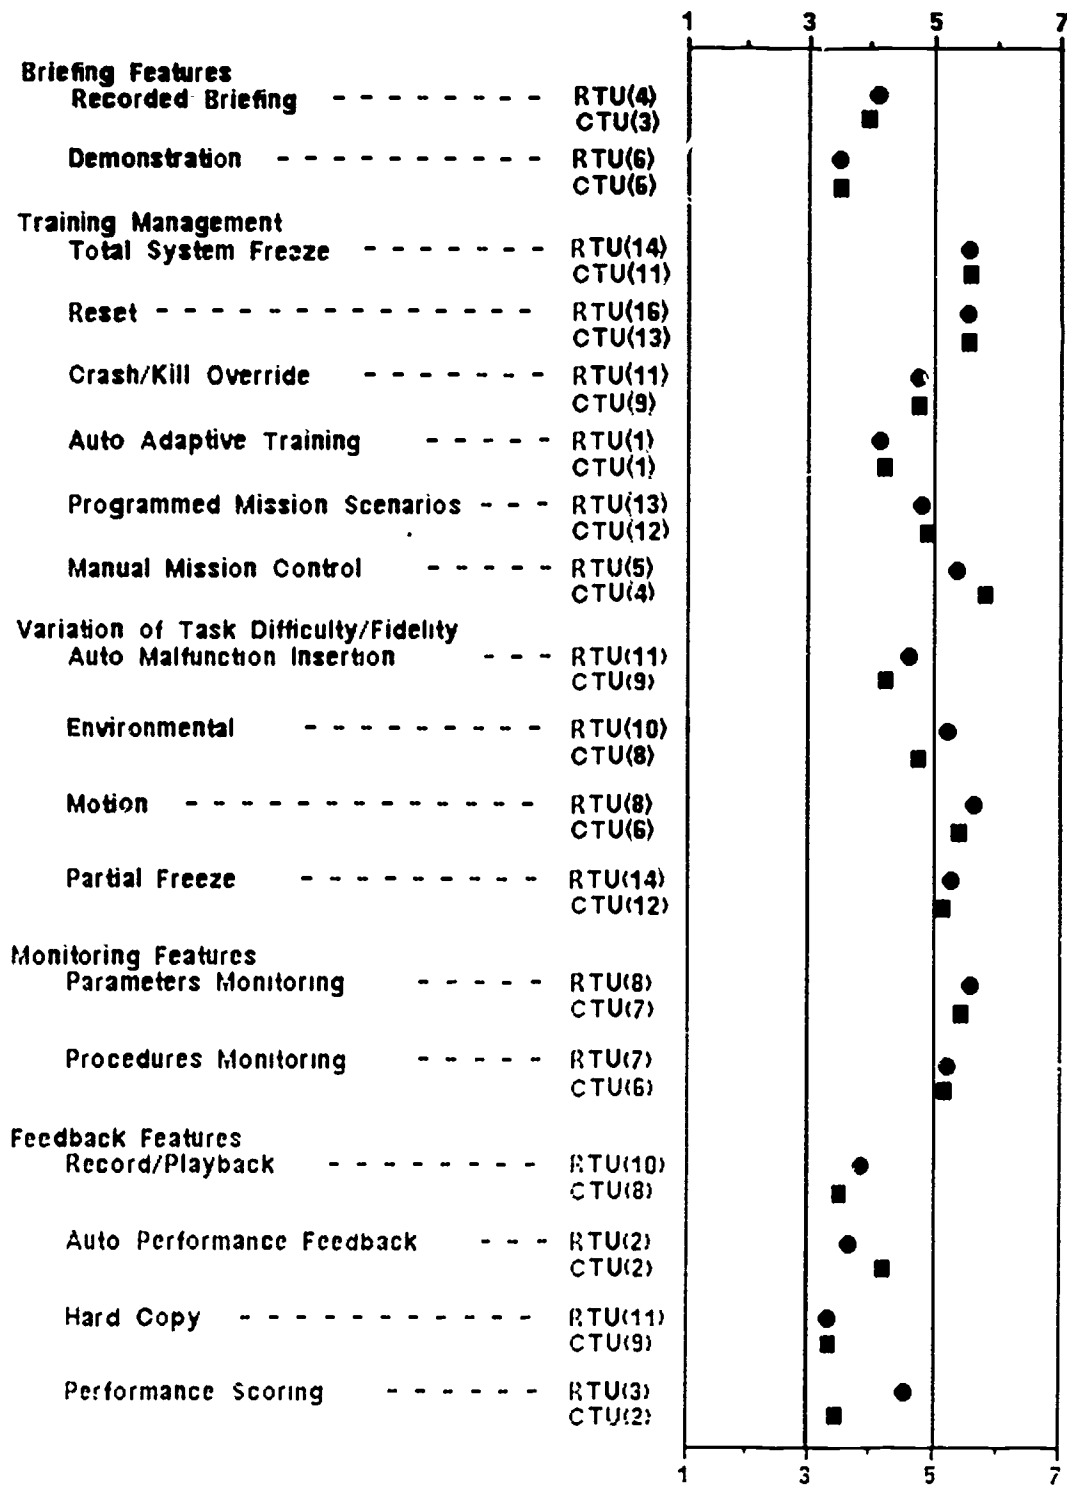 1 3 5 7
Briefing Features
Recorded Briefing - - - - - - - - RTU(4)
CTU(3)
Demonstration - - - - - - - - - - RTU(6)
CTU(6)
Training Management
Total System Freeze - - - - - - - RTU(14)
CTU(11)
Reset - - - - - - - - - - - - - - RTU(16)
CTU(13)
Crash/Kill Override - - - - - - - RTU(11)
CTU(9)
Auto Adaptive Training - - - - - RTU(1)
CTU(1)
Programmed Mission Scenarios - - - RTU(13)
CTU(12)
Manual Mission Control - - - - - RTU(5)
CTU(4)
Variation of Task Difficulty/Fidelity
Auto Malfunction Insertion - - - RTU(11)
CTU(9)
Environmental - - - - - - - - - RTU(10)
CTU(8)
Motion - - - - - - - - - - - - - RTU(8)
CTU(6)
Partial Freeze - - - - - - - - - RTU(14)
CTU(12)
Monitoring Features
Parameters Monitoring - - - - - RTU(8)
CTU(7)
Procedures Monitoring - - - - - RTU(7)
CTU(6)
Feedback Features
Record/Playback - - - - - - - - RTU(10)
CTU(8)
Auto Performance Feedback - - - RTU(2)
CTU(2)
Hard Copy - - - - - - - - - - - RTU(11)
CTU(9)
Performance Scoring - - - - - - RTU(3)
CTU(2)
1 3 5 7